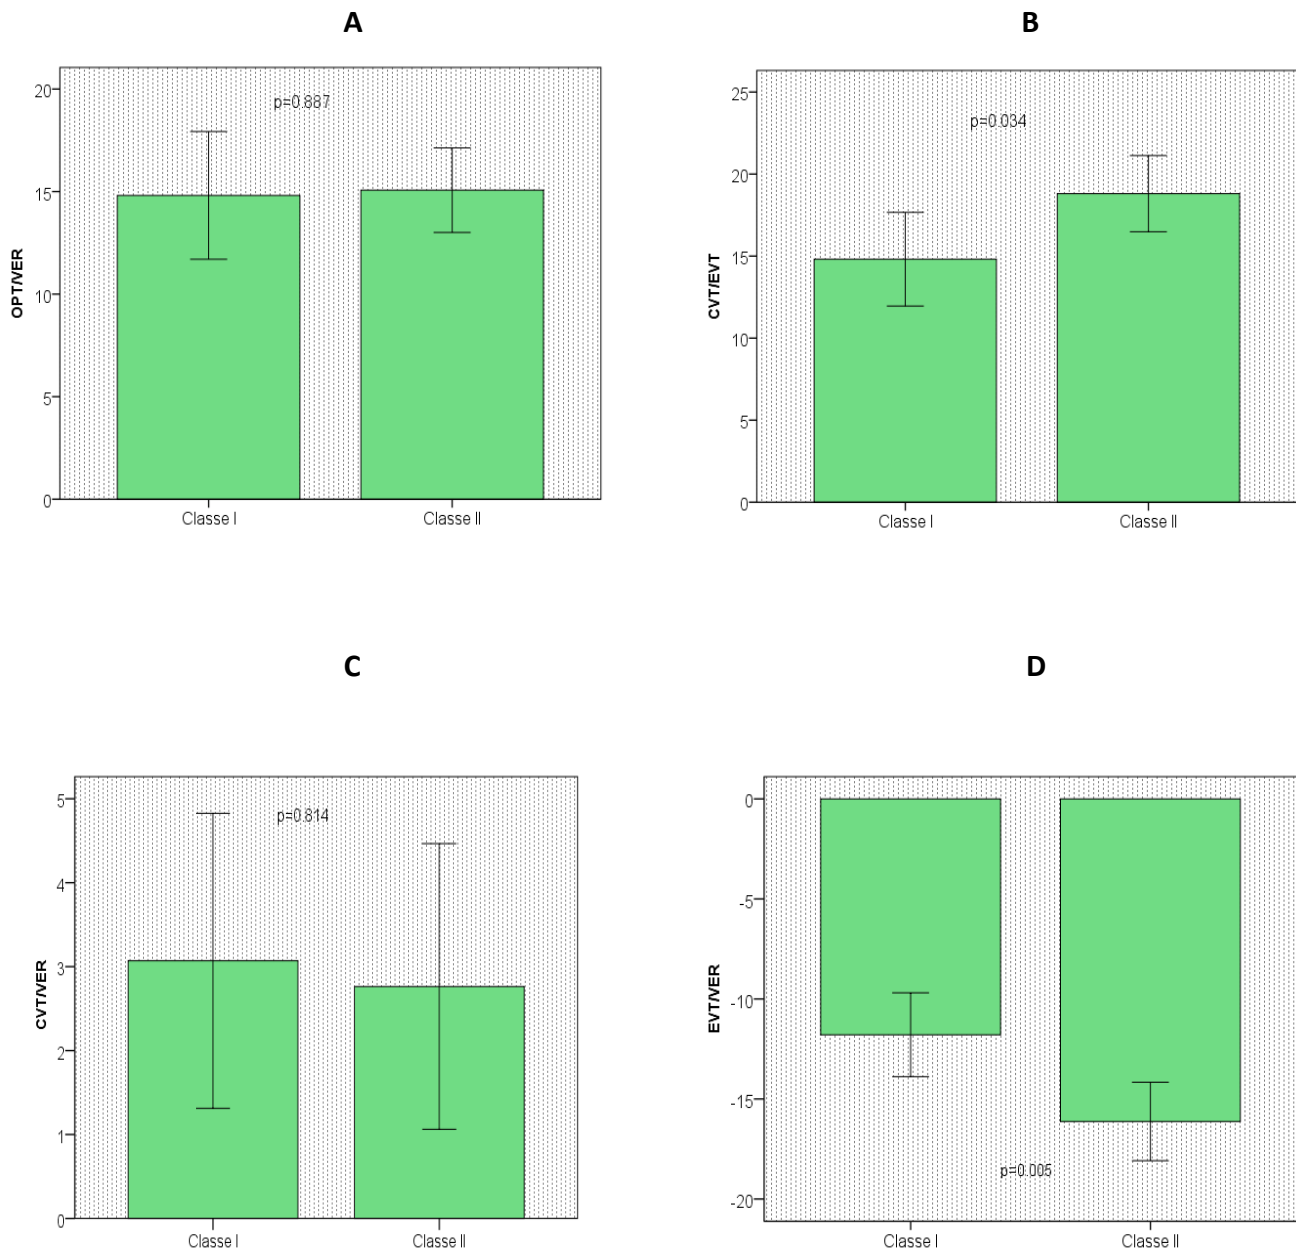 A
B
20
15
10
5
0
OPT/VER
p=0.887
Classe I
Classe II
25
20
15
10
5
0
CVT/EVT
p=0.034
Classe I
Classe II
C
D
5
4
3
2
1
0
CVT/VER
p=0.814
Classe I
Classe II
0
-5
-10
-15
-20
EVT/VER
p=0.005
Classe I
Classe II